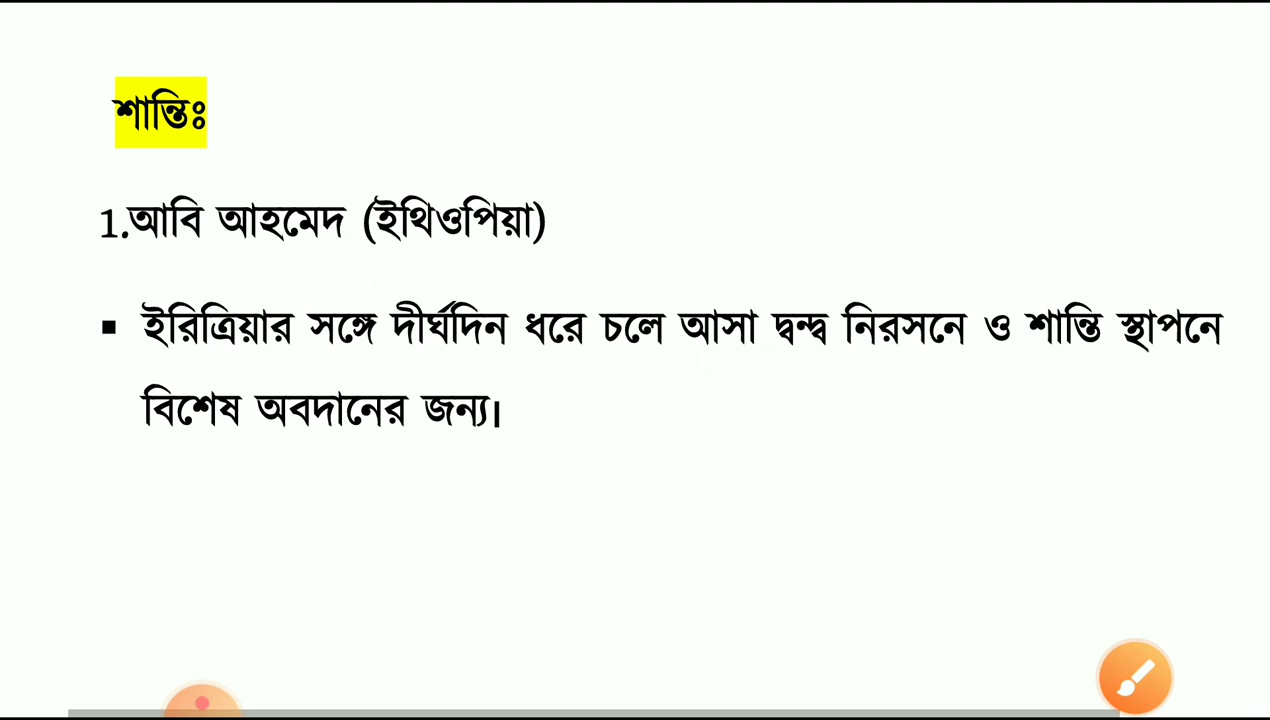 শান্তিঃ
1.আবি আহমেদ (ইথিওপিয়া)
▪ ইরিত্রিয়ার সঙ্গে দীর্ঘদিন ধরে চলে আসা দ্বন্দ্ব নিরসনে ও শান্তি স্থাপনে
বিশেষ অবদানের জন্য।